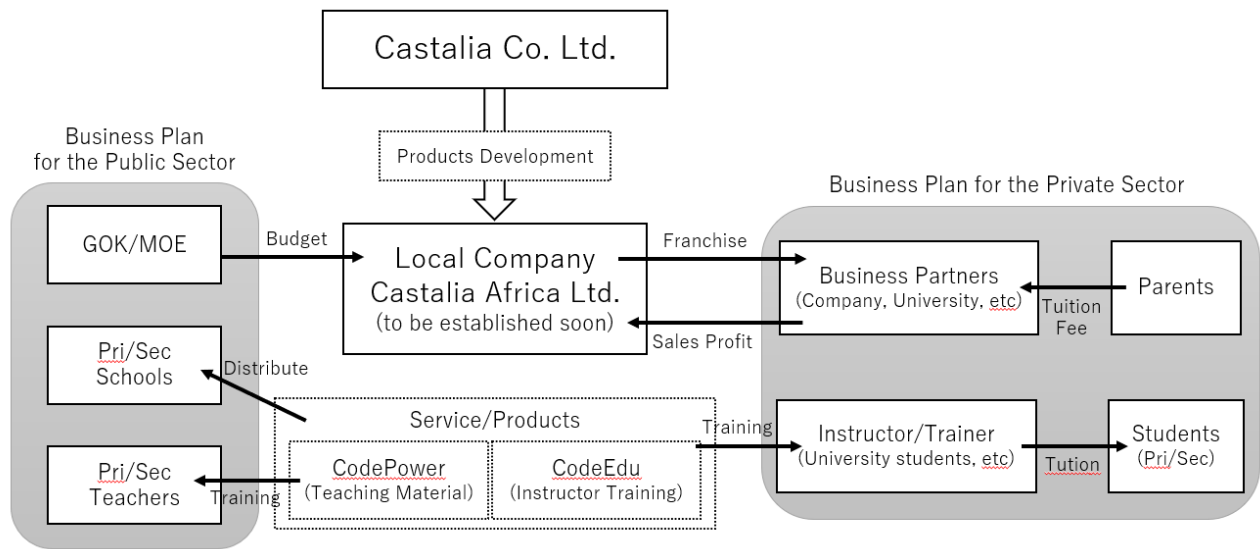 Castalia Co. Ltd.
Products Development
Business Plan
for the Public Sector
GOK/MOE
Budget
Pri/Sec
Schools
Distribute
Pri/Sec
Teachers
Training
Local Company
Castalia Africa Ltd.
(to be established soon)
Franchise
Sales Profit
Service/Products
CodePower
(Teaching Material)
CodeEdu
(Instructor Training)
Training
Business Plan for the Private Sector
Business Partners
(Company, University, etc)
Tuition
Fee
Parents
Instructor/Trainer
(University students, etc)
Tution
Students
(Pri/Sec)